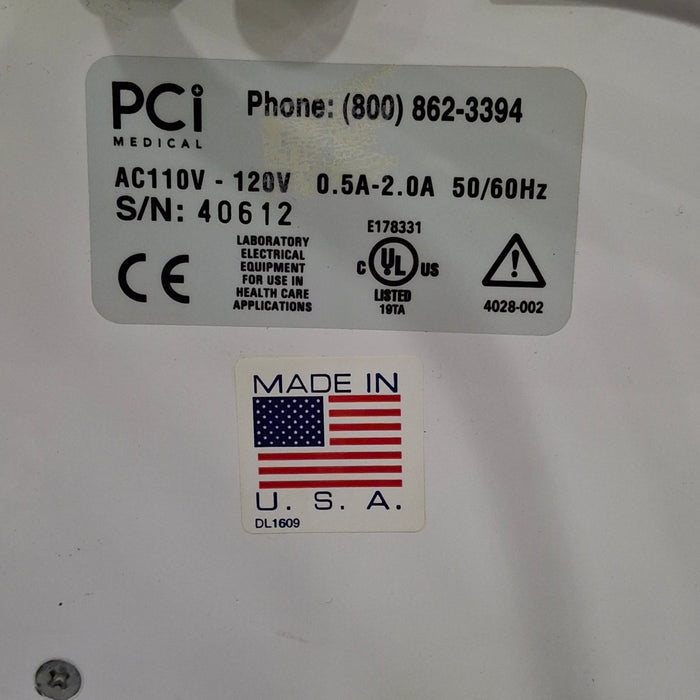 PCi Phone: (800) 862-3394
MEDICAL
AC110V - 120V 0.5A-2.0A 50/60Hz
S/N: 40612
CE
LABORATORY
ELECTRICAL
EQUIPMENT
FOR USE IN
HEALTH CARE
APPLICATIONS
E178331
C UL US
LISTED
19TA
!
4028-002
MADE IN
U. S. A.
DL1609